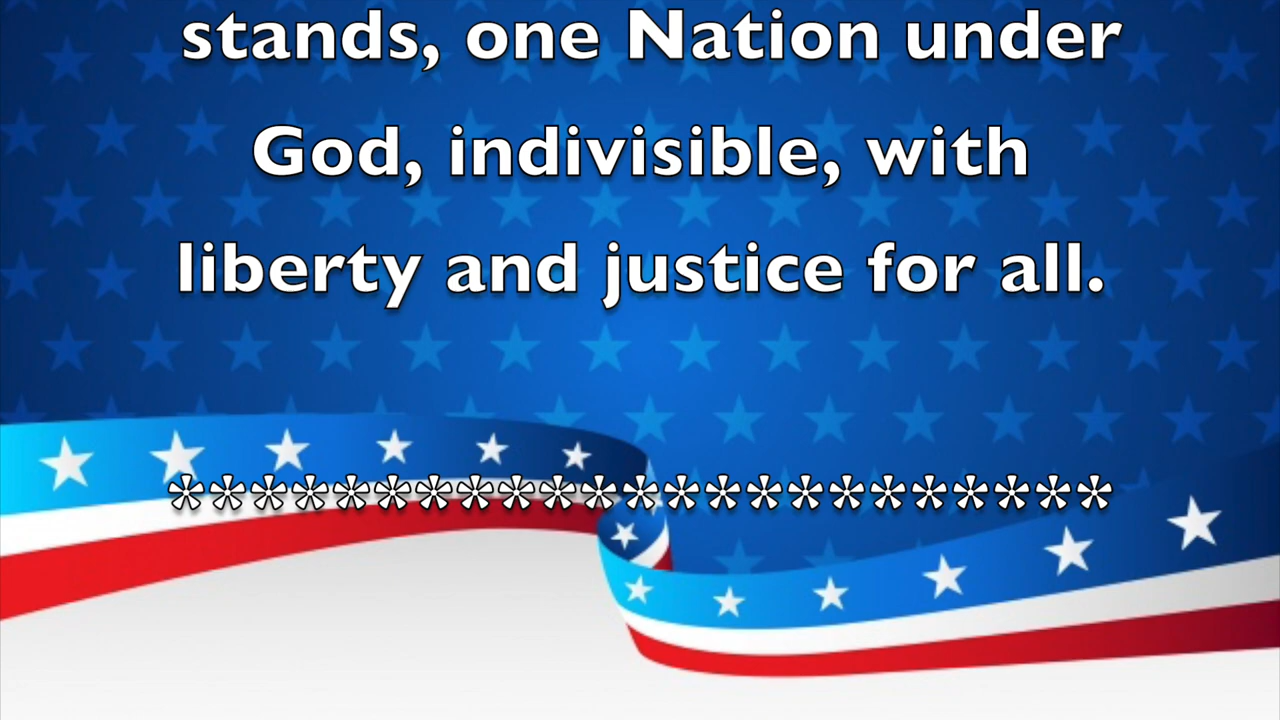 stands, one Nation under
God, indivisible, with
liberty and justice for all.
***********************